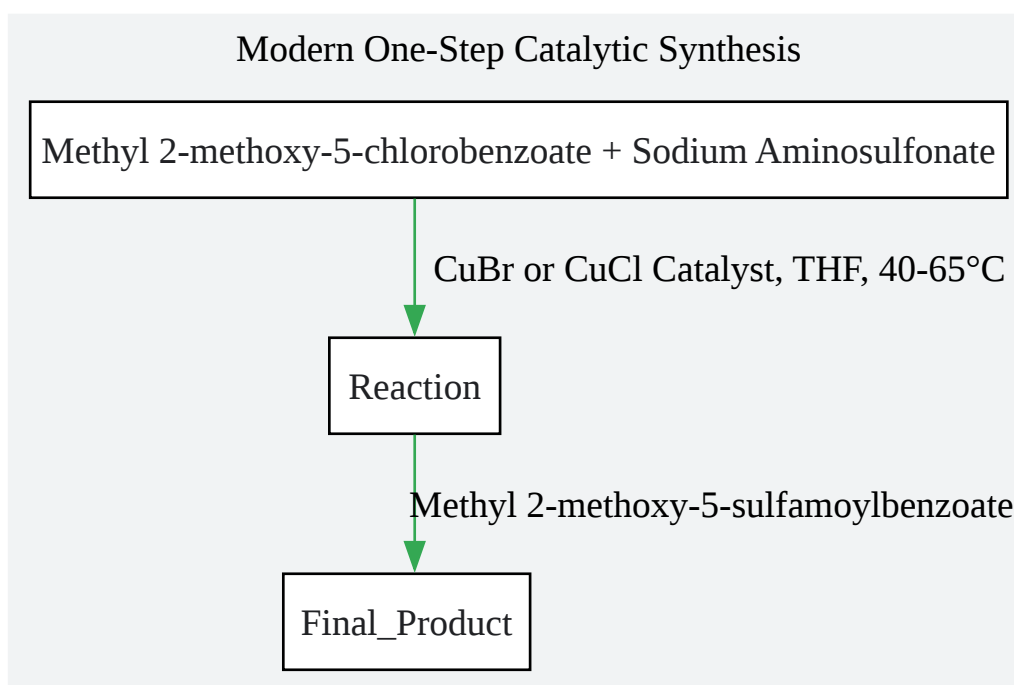 Modern One-Step Catalytic Synthesis
Methyl 2-methoxy-5-chlorobenzoate + Sodium Aminosulfonate
CuBr or CuCl Catalyst, THF, 40-65°C
Reaction
Methyl 2-methoxy-5-sulfamoylbenzoate
Final_Product